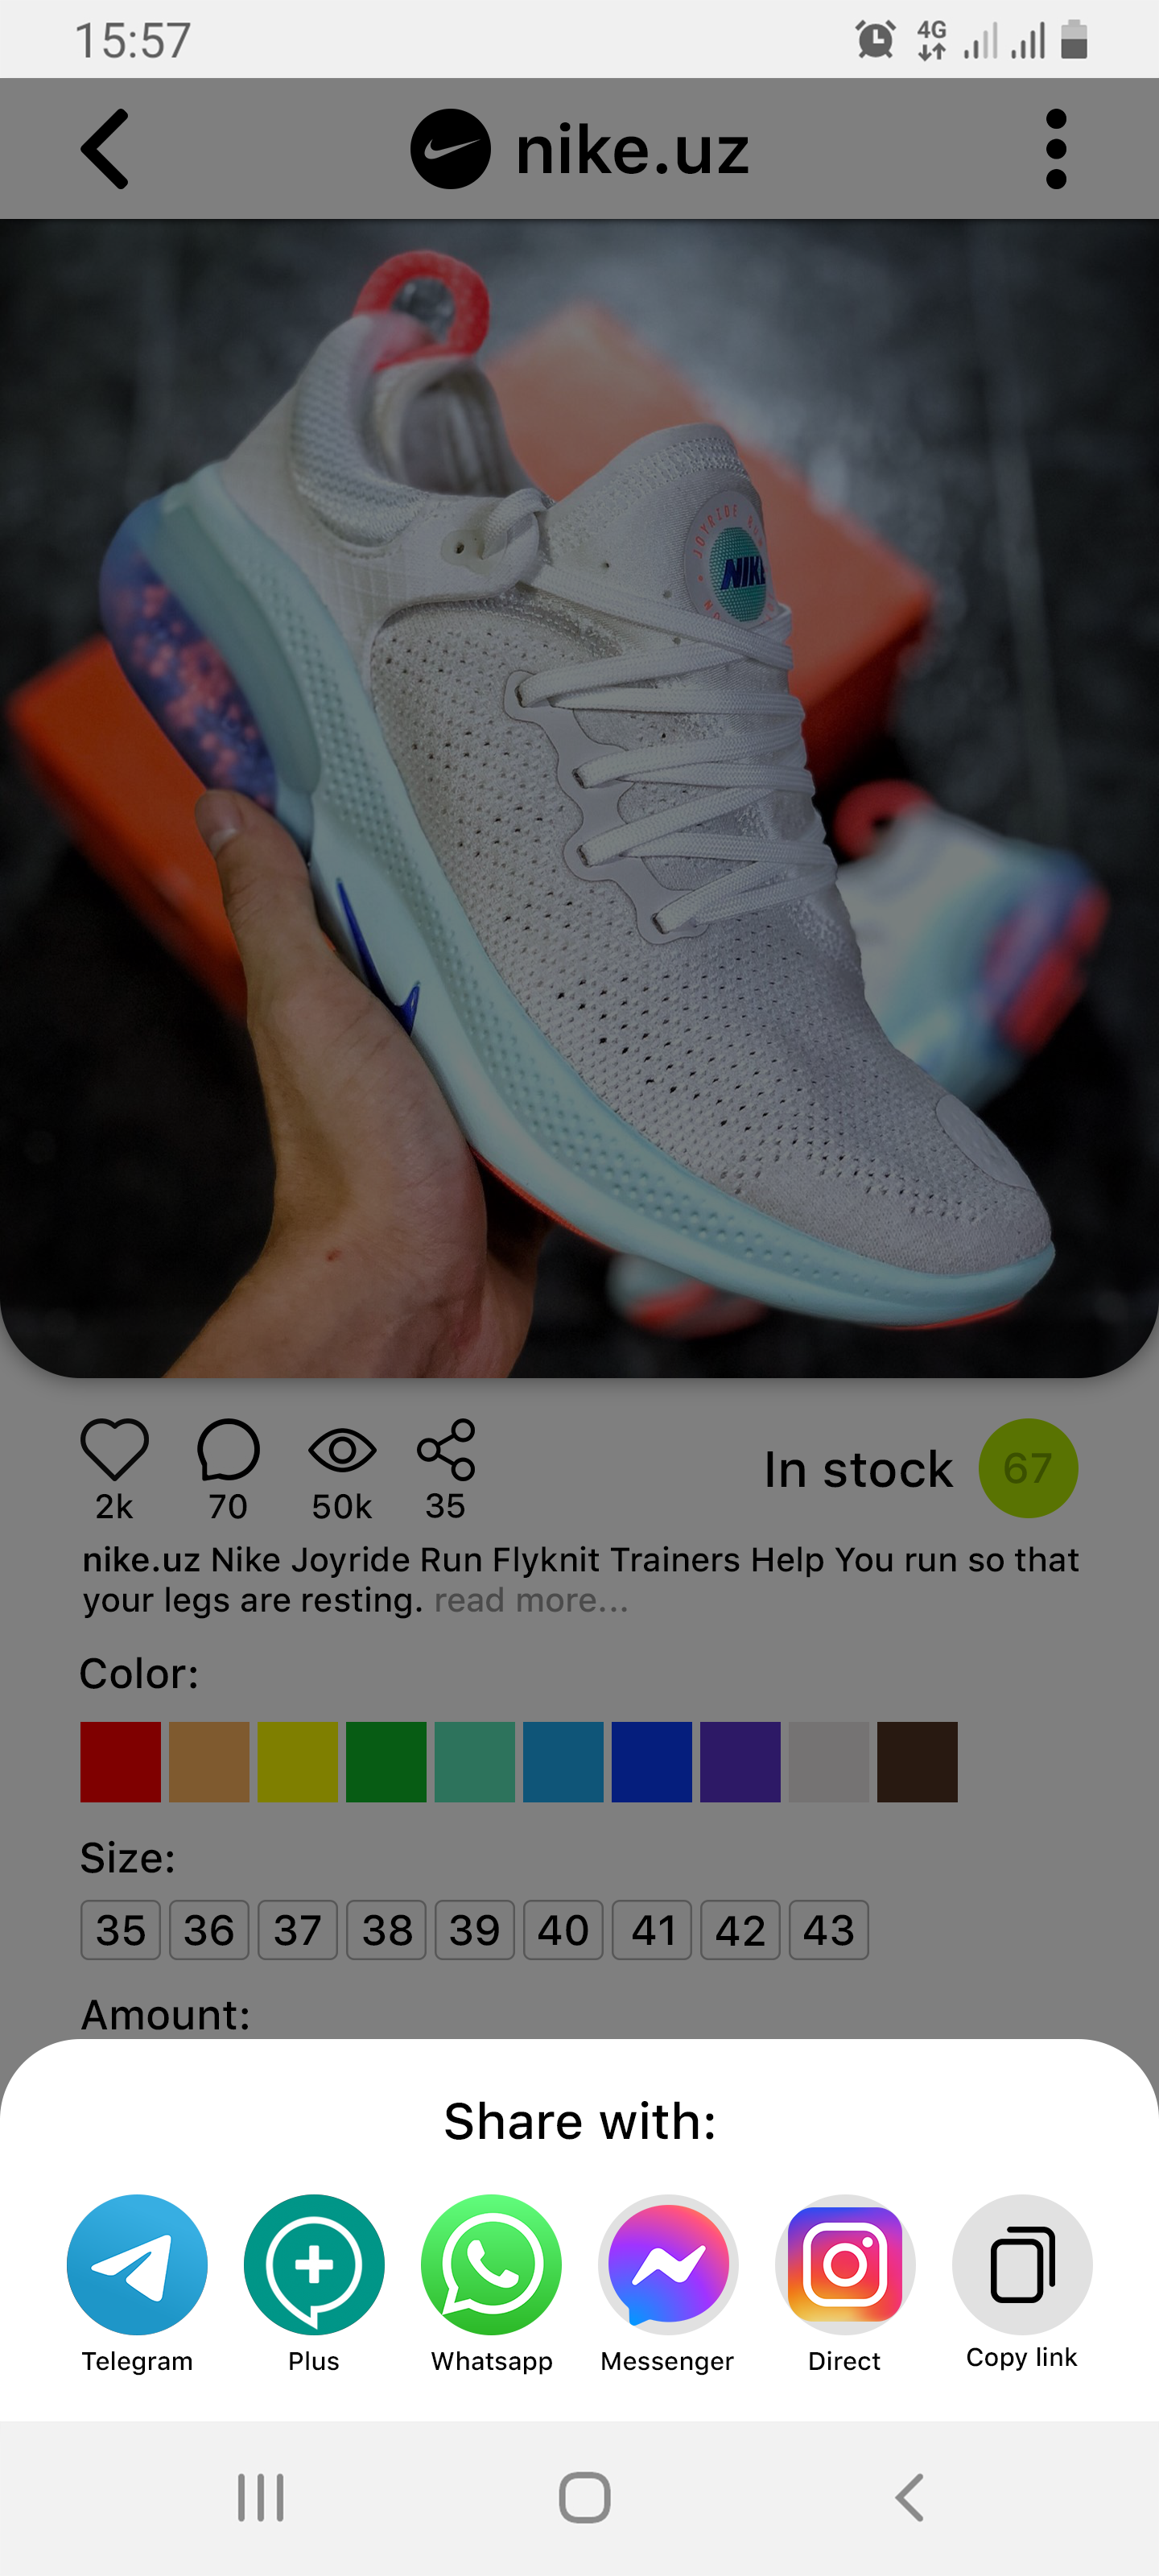 15:57
4G
nike.uz
JOYRIDE
NIKE
2k
70
50k
35
In stock
67
nike.uz Nike Joyride Run Flyknit Trainers Help You run so that
your legs are resting. read more...
Color:
Size:
35 36 37 38 39 40 41 42 43
Amount:
Share with:
Telegram
Plus
Whatsapp
Messenger
Direct
Copy link